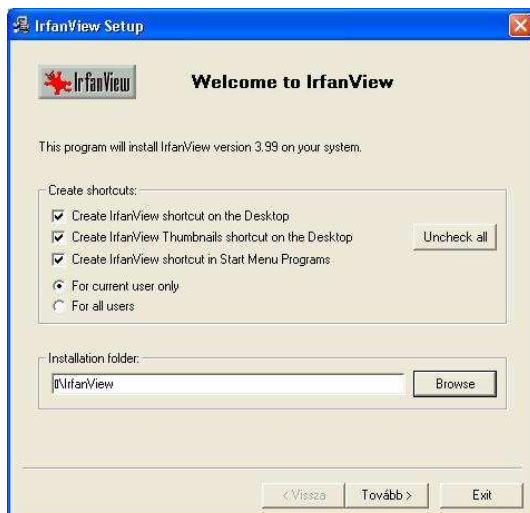 IrfanView Setup
IrfanView
Welcome to IrfanView
This program will install IrfanView version 3.99 on your system.
Create shortcuts:
Create IrfanView shortcut on the Desktop
Create IrfanView Thumbnails shortcut on the Desktop
Uncheck all
Create IrfanView shortcut in Start Menu Programs
For current user only
For all users
Installation folder:
\IrfanView
Browse
< Vissza
Tovább >
Exit